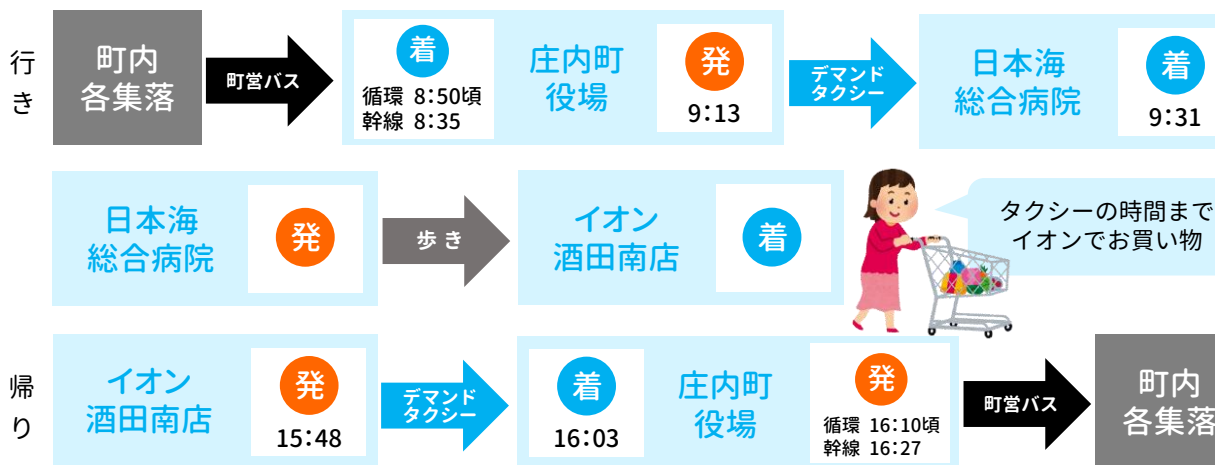 行き
町内
各集落
町営バス
着
循環 8:50頃
幹線 8:35
庄内町
役場
発
9:13
デマンド
タクシー
日本海
総合病院
着
9:31
日本海
総合病院
発
歩き
イオン
酒田南店
着
タクシーの時間まで
イオンでお買い物
帰り
イオン
酒田南店
発
15:48
デマンド
タクシー
着
16:03
庄内町
役場
発
循環 16:10頃
幹線 16:27
町営バス
町内
各集落